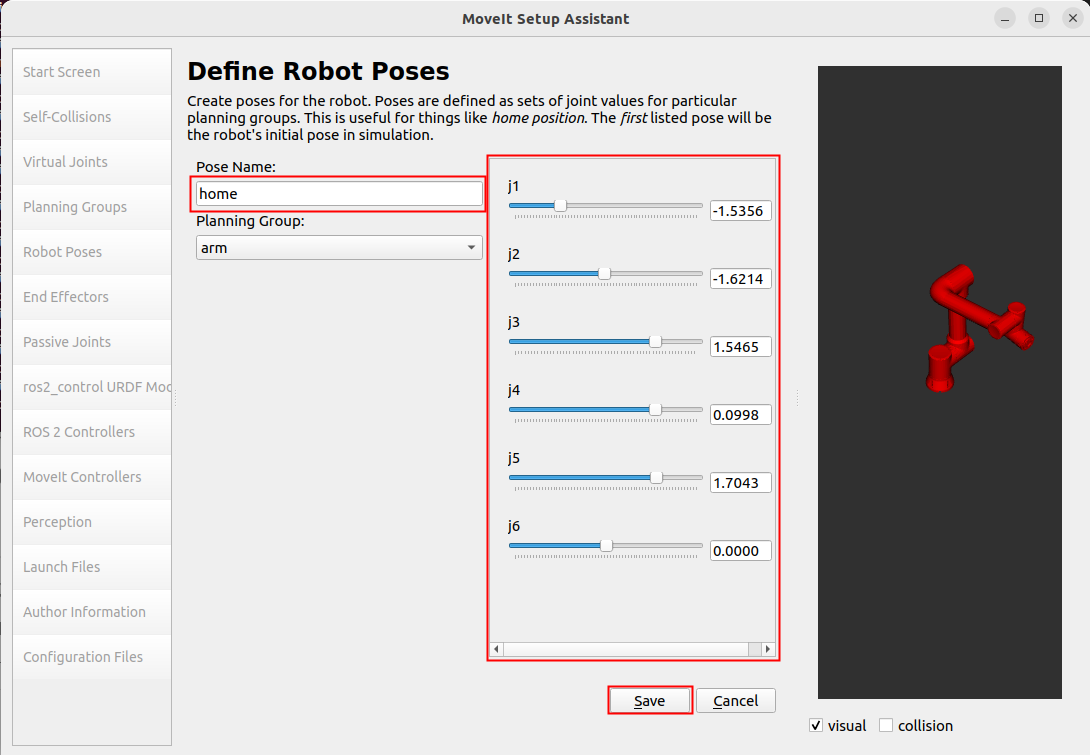 MoveIt Setup Assistant
Start Screen
Self-Collisions
Virtual Joints
Planning Groups
Robot Poses
End Effectors
Passive Joints
ros2_control URDF Mod
ROS 2 Controllers
MoveIt Controllers
Perception
Launch Files
Author Information
Configuration Files
Define Robot Poses
Create poses for the robot. Poses are defined as sets of joint values for particular
planning groups. This is useful for things like home position. The first listed pose will be
the robot's initial pose in simulation.
Pose Name:
home
Planning Group:
arm
j1
-1.5356
j2
-1.6214
j3
1.5465
j4
0.0998
j5
1.7043
j6
0.0000
Save
Cancel
visual
collision